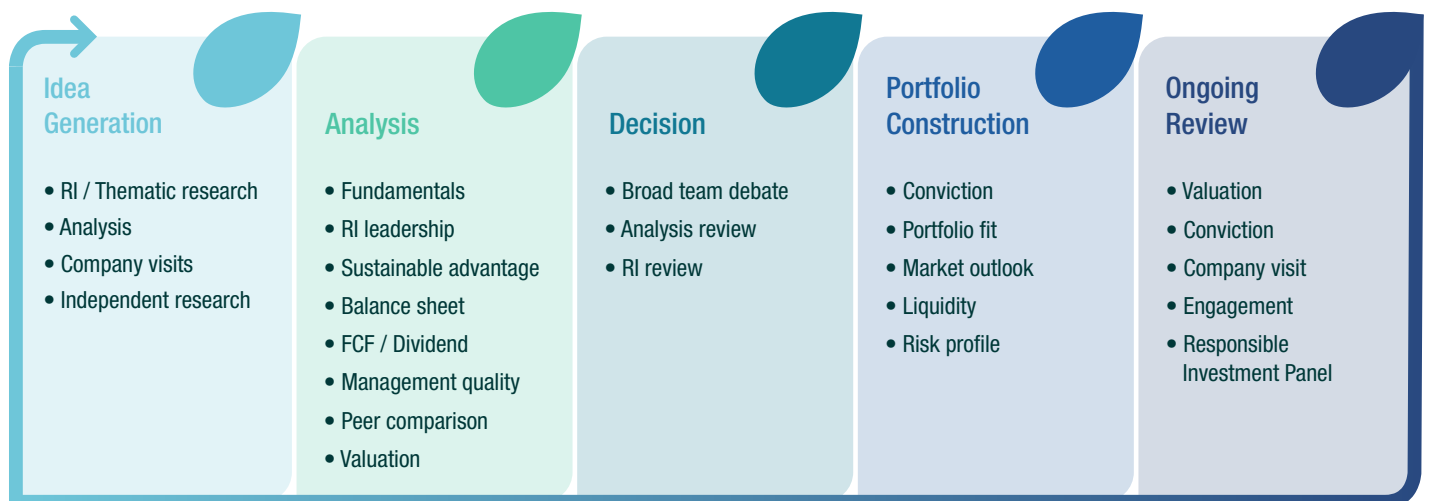 Idea
Generation
• RI / Thematic research
• Analysis
• Company visits
• Independent research
Analysis
• Fundamentals
• RI leadership
• Sustainable advantage
• Balance sheet
• FCF / Dividend
• Management quality
• Peer comparison
• Valuation
Decision
• Broad team debate
• Analysis review
• RI review
Portfolio
Construction
• Conviction
• Portfolio fit
• Market outlook
• Liquidity
• Risk profile
Ongoing
Review
• Valuation
• Conviction
• Company visit
• Engagement
• Responsible
Investment Panel